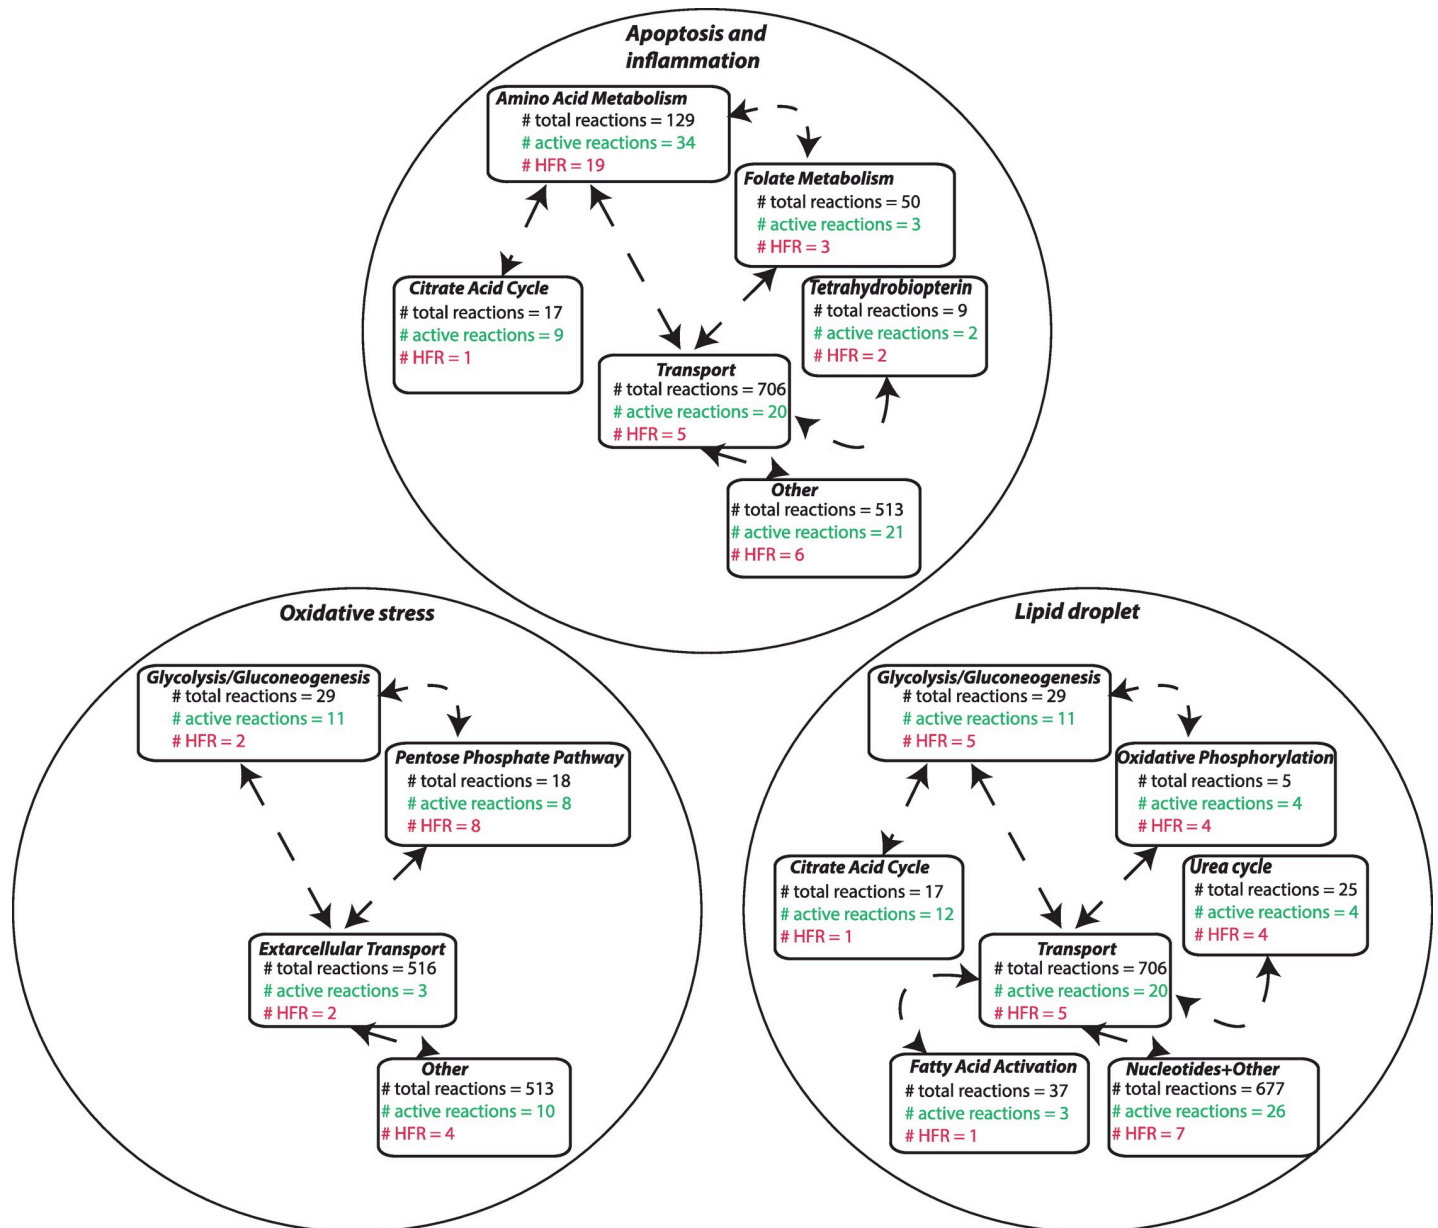 Apoptosis and
inflammation
Amino Acid Metabolism
# total reactions = 129
# active reactions = 34
# HFR = 19
Folate Metabolism
# total reactions = 50
# active reactions = 3
# HFR = 3
Citrate Acid Cycle
# total reactions = 17
# active reactions = 9
# HFR = 1
Tetrahydrobiopterin
# total reactions = 9
# active reactions = 2
# HFR = 2
Transport
# total reactions = 706
# active reactions = 20
# HFR = 5
Other
# total reactions = 513
# active reactions = 21
# HFR = 6
Oxidative stress
Glycolysis/Gluconeogenesis
# total reactions = 29
# active reactions = 11
# HFR = 2
Pentose Phosphate Pathway
# total reactions = 18
# active reactions = 8
# HFR = 8
Extarcellular Transport
# total reactions = 516
# active reactions = 3
# HFR = 2
Other
# total reactions = 513
# active reactions = 10
# HFR = 4
Lipid droplet
Glycolysis/Gluconeogenesis
# total reactions = 29
# active reactions = 11
# HFR = 5
Oxidative Phosphorylation
# total reactions = 5
# active reactions = 4
# HFR = 4
Citrate Acid Cycle
# total reactions = 17
# active reactions = 12
# HFR = 1
Urea cycle
# total reactions = 25
# active reactions = 4
# HFR = 4
Transport
# total reactions = 706
# active reactions = 20
# HFR = 5
Fatty Acid Activation
# total reactions = 37
# active reactions = 3
# HFR = 1
Nucleotides+Other
# total reactions = 677
# active reactions = 26
# HFR = 7